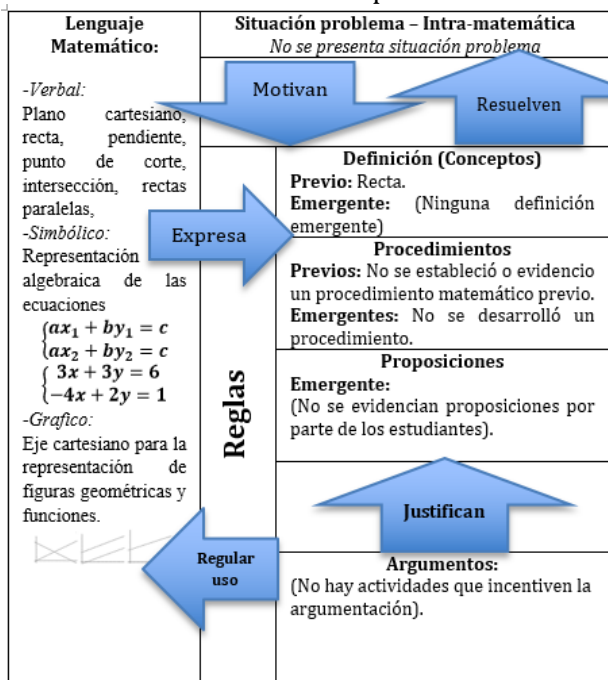 Lenguaje
Matemático:
-Verbal:
Plano cartesiano,
recta, pendiente,
punto de corte,
intersección, rectas
paralelas,
-Simbólico:
Representación
algebraica de las
ecuaciones
{ax₁ + by₁ = c
{ax₂ + by₂ = c
{3x + 3y = 6
{−4x + 2y = 1
-Grafico:
Eje cartesiano para la
representación de
figuras geométricas y
funciones.
Situación problema – Intra-matemática
No se presenta situación problema
Motivan
Resuelven
Expresa
Reglas
Definición (Conceptos)
Previo: Recta.
Emergente: (Ninguna definición
emergente)
Procedimientos
Previos: No se estableció o evidencio
un procedimiento matemático previo.
Emergentes: No se desarrolló un
procedimiento.
Proposiciones
Emergente:
(No se evidencian proposiciones por
parte de los estudiantes).
Justifican
Regular
uso
Argumentos:
(No hay actividades que incentiven la
argumentación).